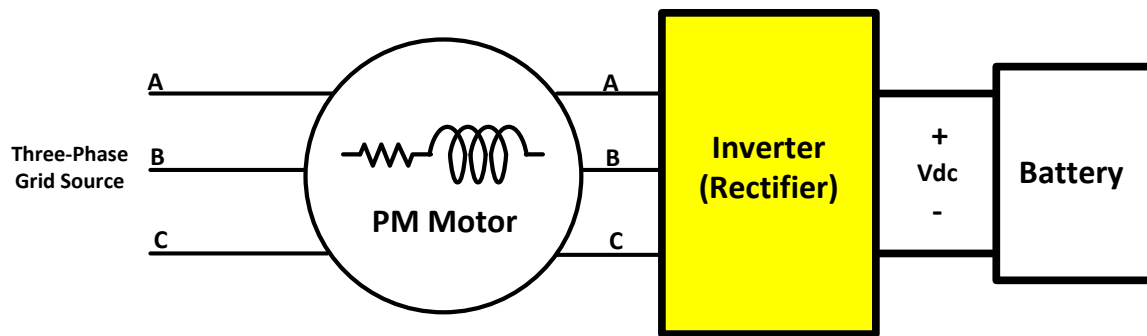 A
B
C
Three-Phase
Grid Source
PM Motor
A
B
C
Inverter
(Rectifier)
+
Vdc
-
Battery